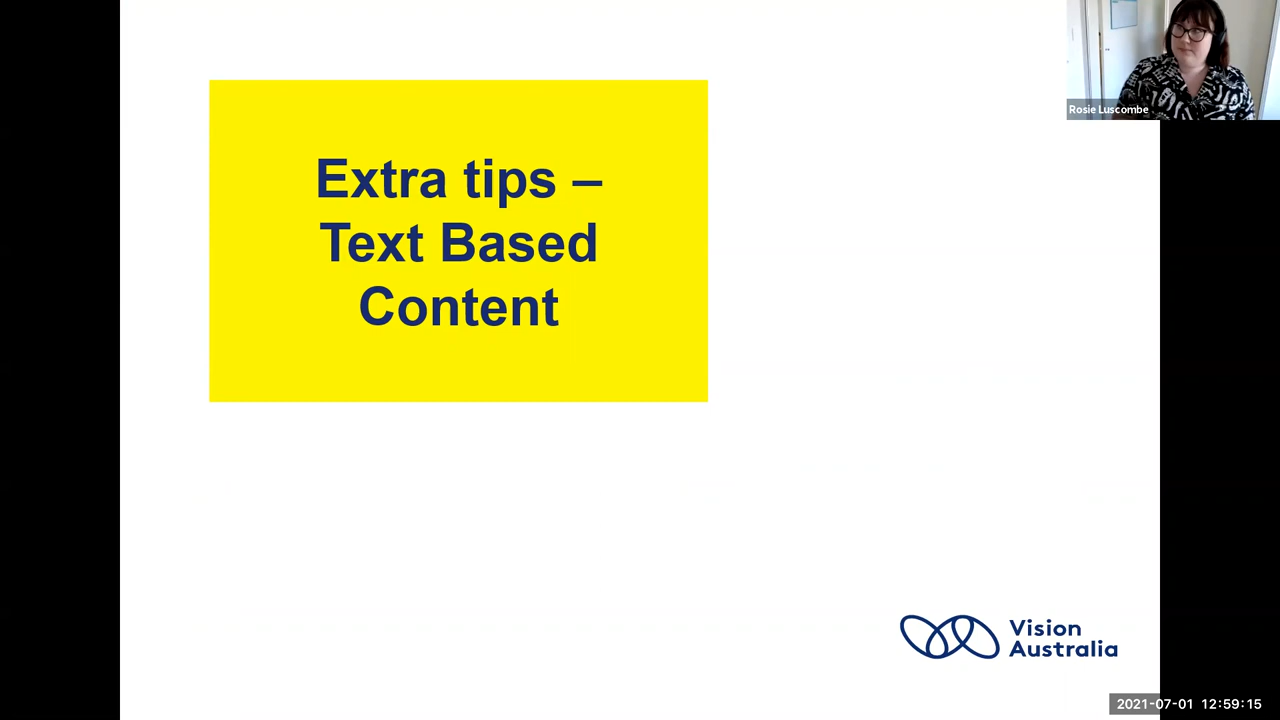 Rosie Luscombe
Extra tips –
Text Based
Content
Vision
Australia
2021-07-01 12:59:15